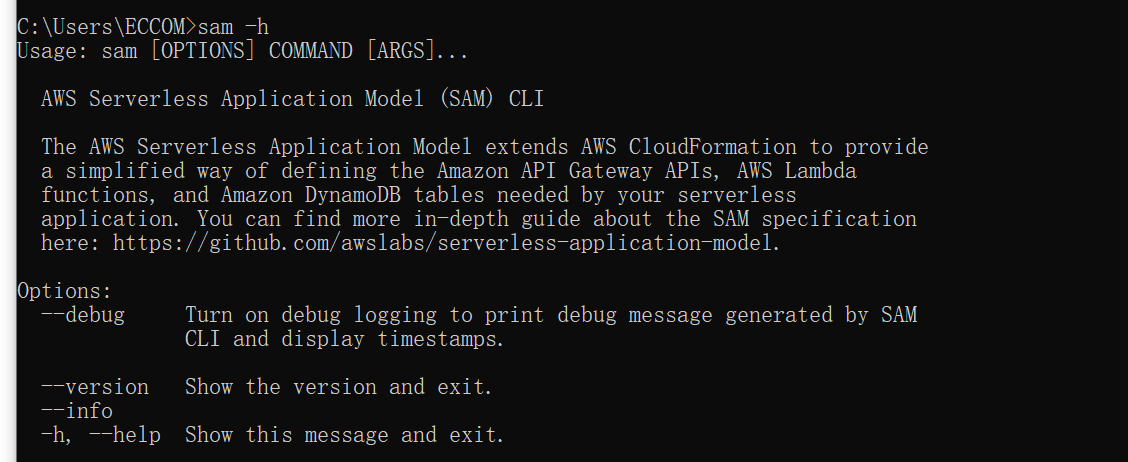 C:\Users\ECCOM>sam -h
Usage: sam [OPTIONS] COMMAND [ARGS]...
AWS Serverless Application Model (SAM) CLI
The AWS Serverless Application Model extends AWS CloudFormation to provide
a simplified way of defining the Amazon API Gateway APIs, AWS Lambda
functions, and Amazon DynamoDB tables needed by your serverless
application. You can find more in-depth guide about the SAM specification
here: https://github.com/awslabs/serverless-application-model.
Options:
--debug Turn on debug logging to print debug message generated by SAM
CLI and display timestamps.
--version Show the version and exit.
--info
-h, --help Show this message and exit.